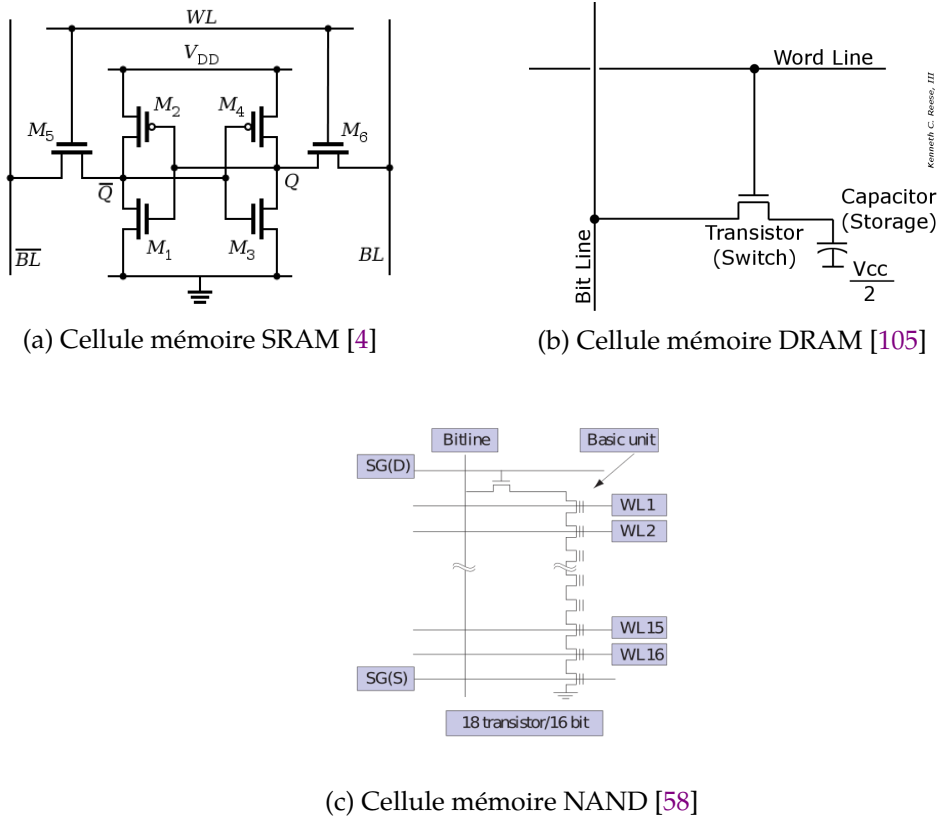 WL
V_DD
M_2
M_4
M_5
M_6
Q̅
Q
M_1
M_3
B̅L̅
BL
(a) Cellule mémoire SRAM [4]
Word Line
Kenneth C. Reese, III
Capacitor
(Storage)
Transistor
(Switch)
Bit Line
Vcc
2
(b) Cellule mémoire DRAM [105]
Bitline
Basic unit
SG(D)
WL1
WL2
WL15
WL16
SG(S)
18 transistor/16 bit
(c) Cellule mémoire NAND [58]